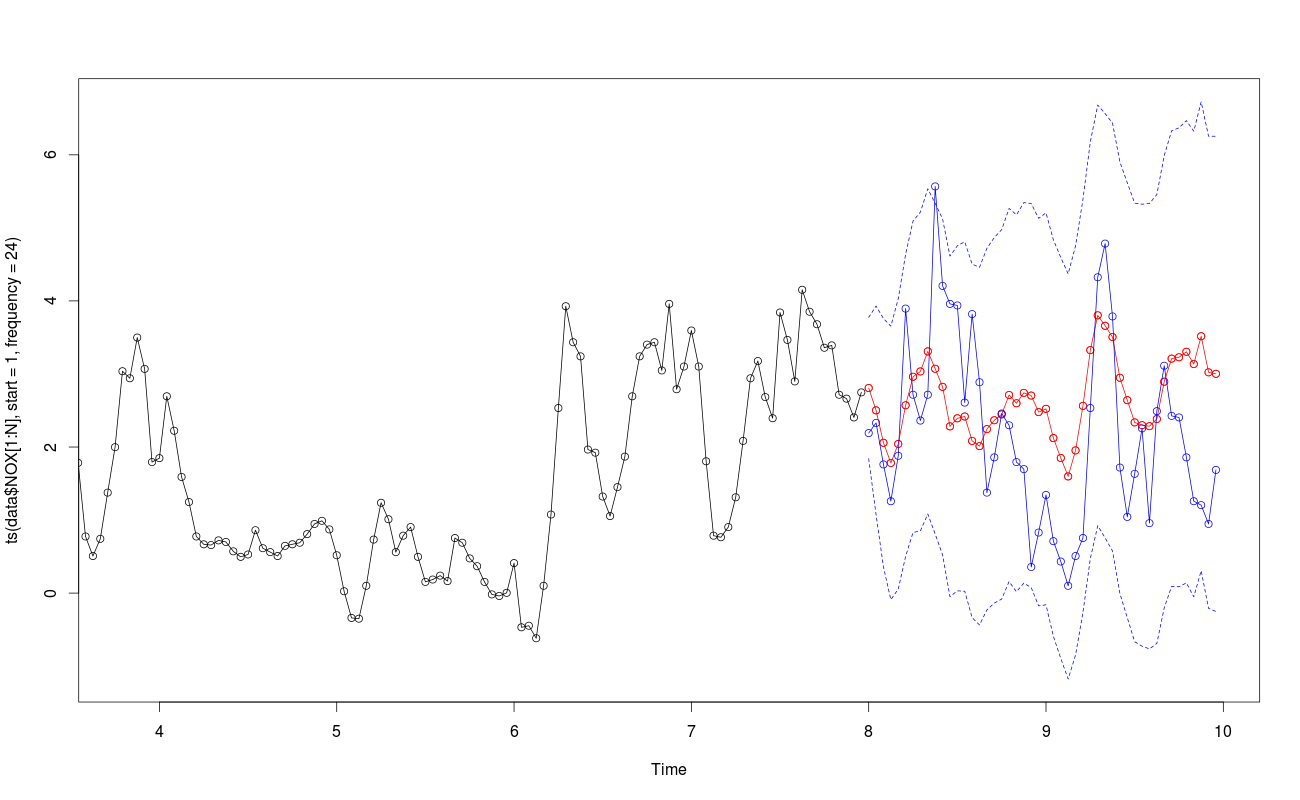 ts(data$NOX[1:N], start = 1, frequency = 24)
6
4
2
0
4 5 6 7 8 9 10
Time